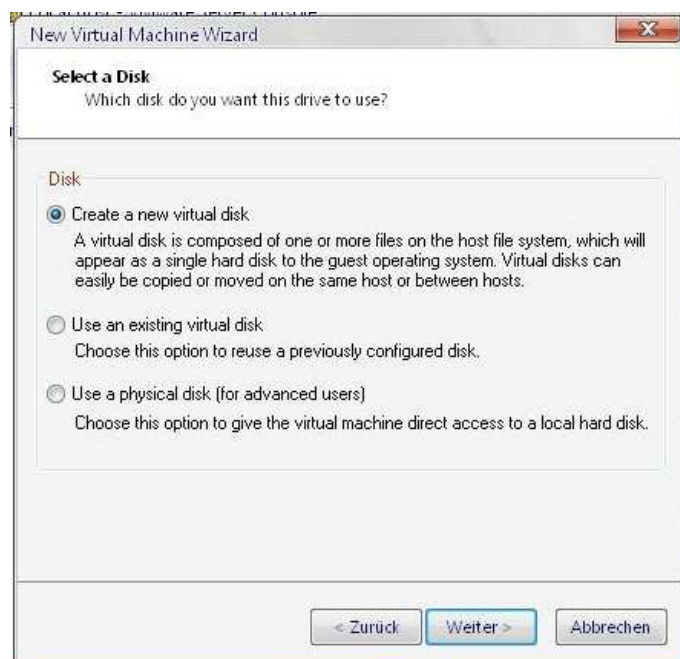 New Virtual Machine Wizard
Select a Disk
Which disk do you want this drive to use?
Disk
Create a new virtual disk
A virtual disk is composed of one or more files on the host file system, which will
appear as a single hard disk to the guest operating system. Virtual disks can
easily be copied or moved on the same host or between hosts.
Use an existing virtual disk
Choose this option to reuse a previously configured disk.
Use a physical disk (for advanced users)
Choose this option to give the virtual machine direct access to a local hard disk.
< Zurück
Weiter >
Abbrechen